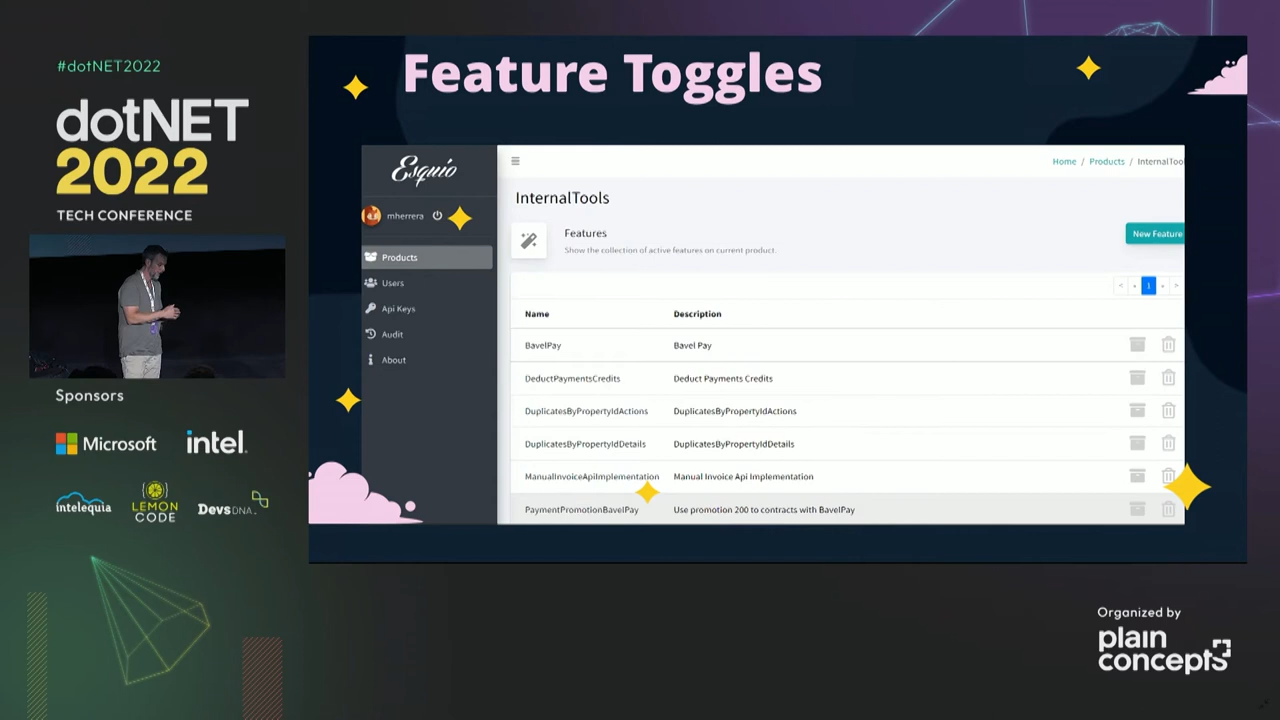 #dotNET2022
dotNET
2022
TECH CONFERENCE
Sponsors
Microsoft
intel.
intelequia
LEMON
CODE
DevsDNA
Feature Toggles
Esquio
mherrera
Products
Users
Api Keys
Audit
About
Home / Products / InternalTool
InternalTools
Features
Show the collection of active features on current product.
New Feature
< « 1 » >
Name Description
BavelPay Bavel Pay
DeductPaymentsCredits Deduct Payments Credits
DuplicatesByPropertyIdActions DuplicatesByPropertyIdActions
DuplicatesByPropertyIdDetails DuplicatesByPropertyIdDetails
ManualInvoiceApiImplementation Manual Invoice Api Implementation
PaymentPromotionBavelPay Use promotion 200 to contracts with BavelPay
Organized by
plain
concepts